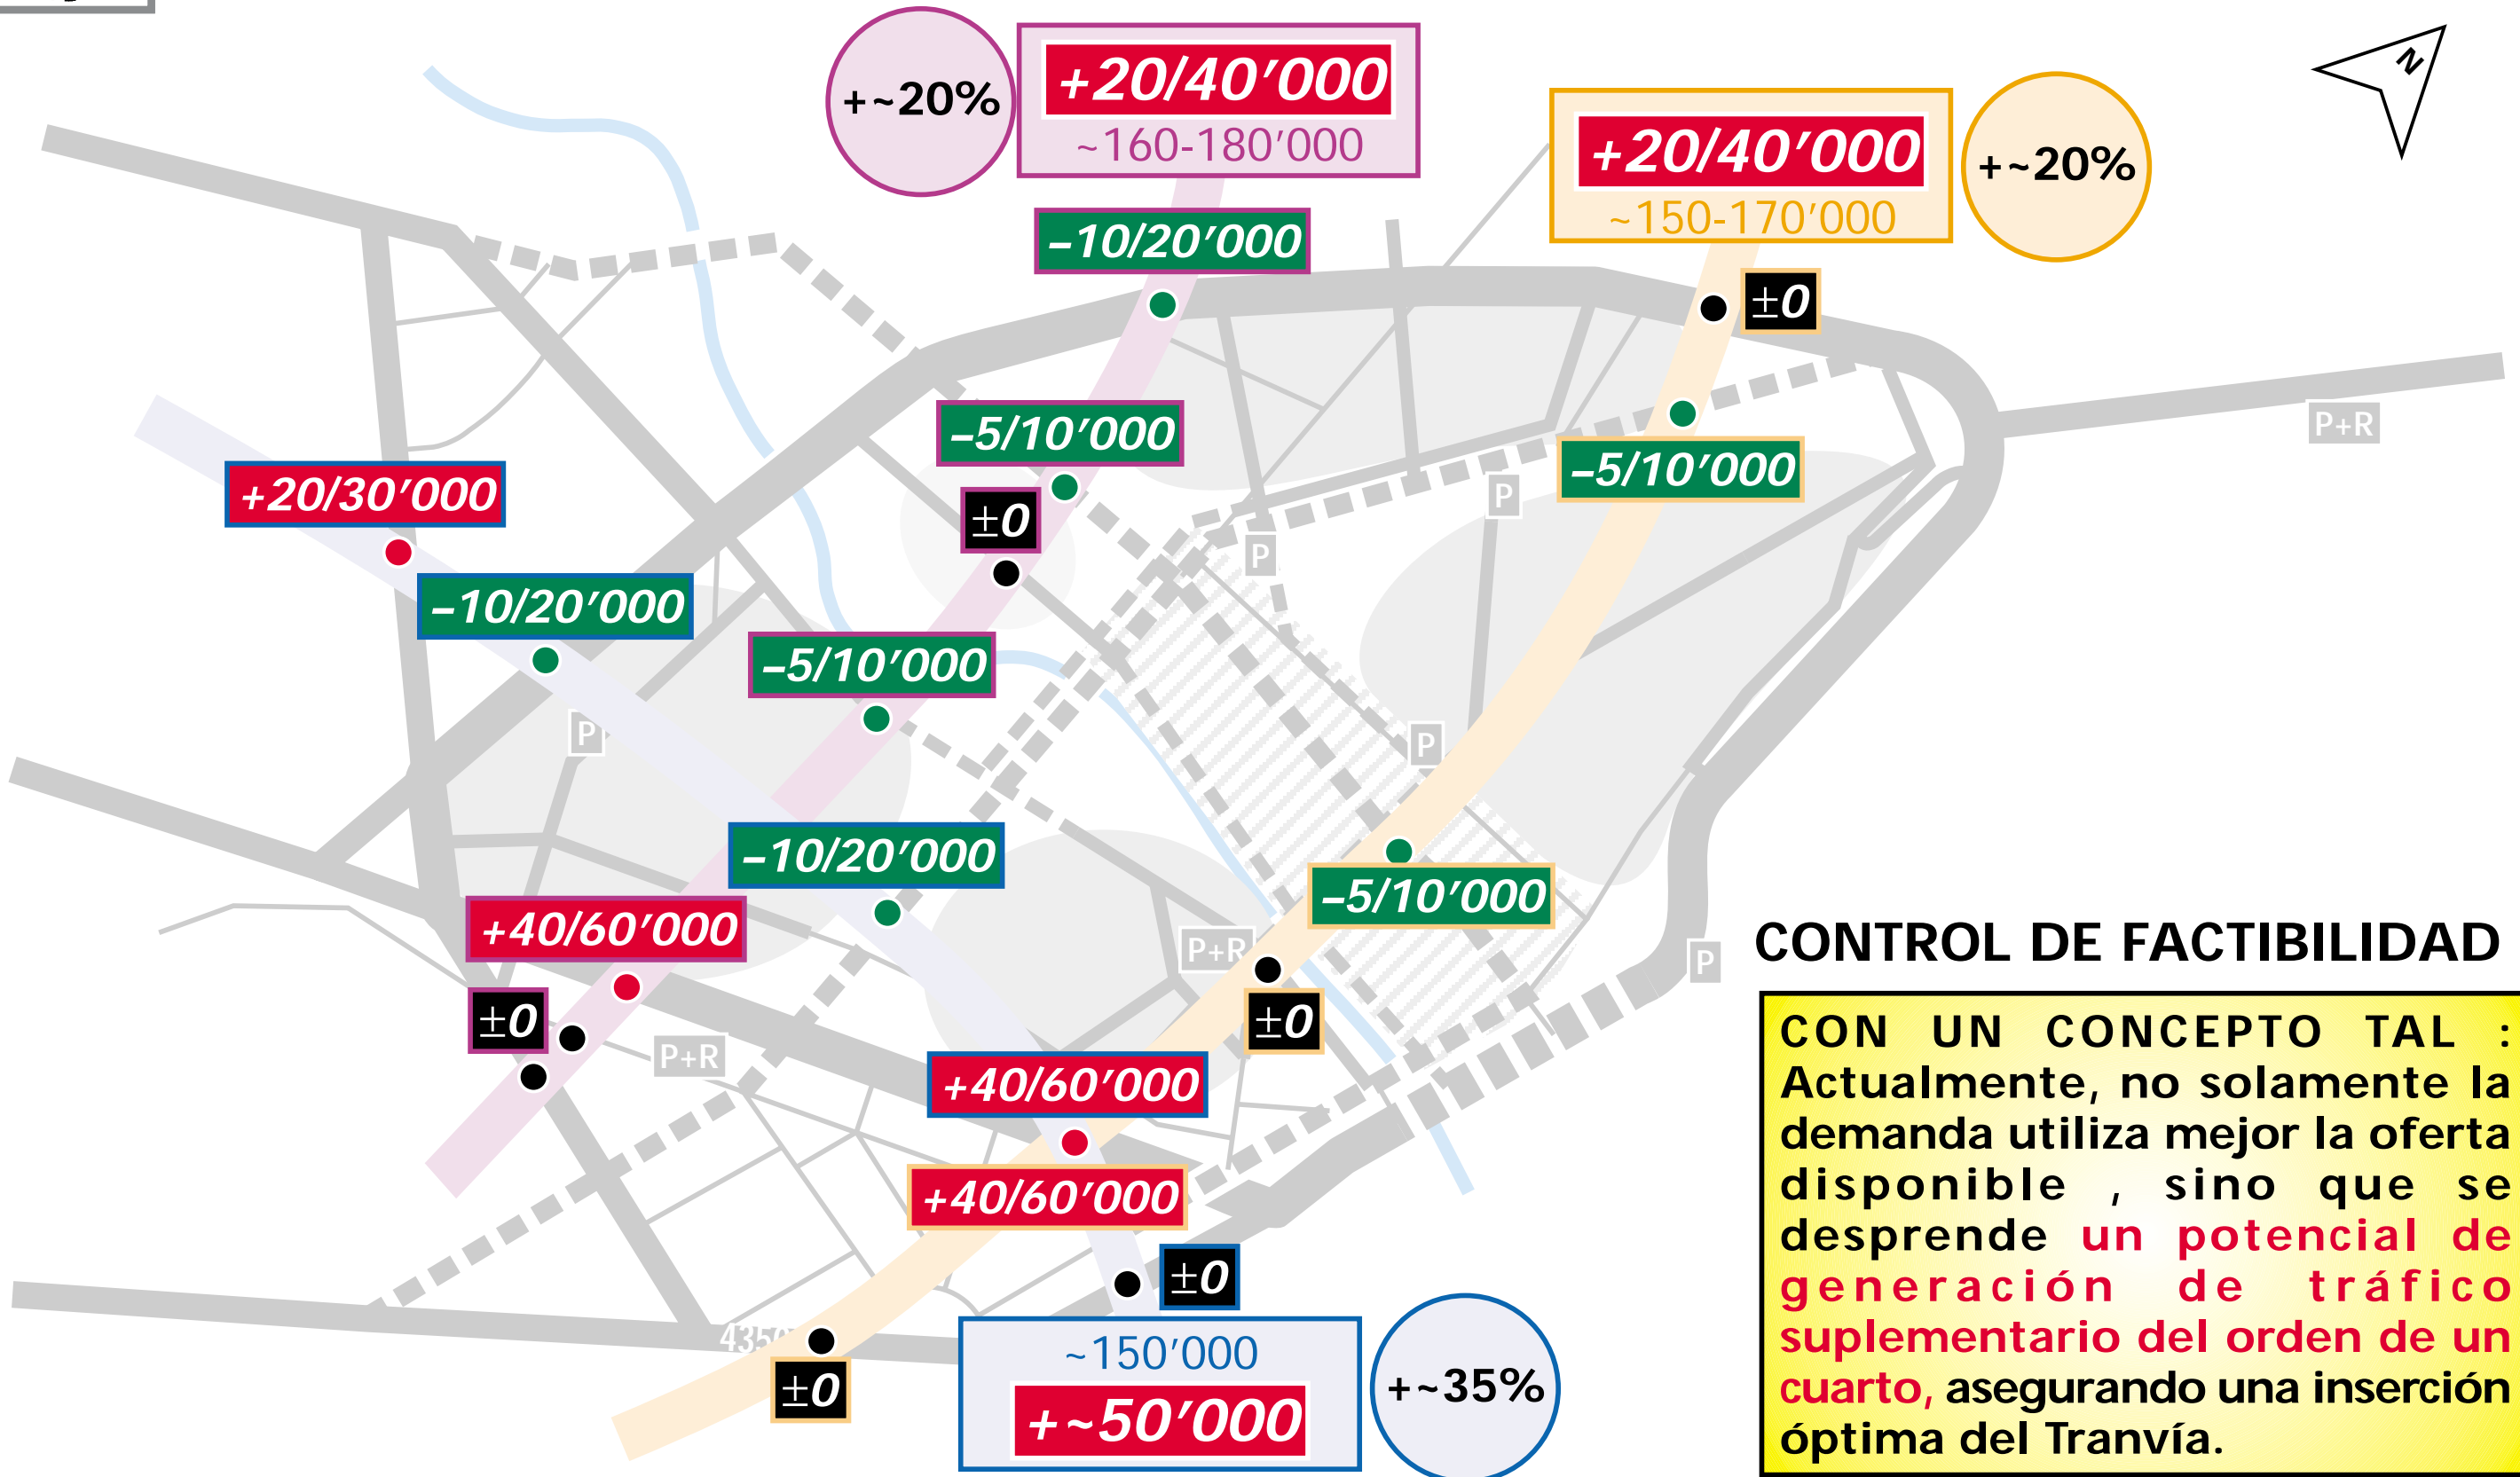 +~20%
+20/40'000
~160-180'000
N
+20/40'000
~150-170'000
+~20%
–10/20'000
±0
P+R
–5/10'000
–5/10'000
P
+20/30'000
±0
P
–10/20'000
–5/10'000
P
P
–10/20'000
–5/10'000
+40/60'000
P+R
P
CONTROL DE FACTIBILIDAD
±0
±0
P+R
+40/60'000
+40/60'000
±0
435
±0
~150'000
+~50'000
+~35%
CON UN CONCEPTO TAL :
Actualmente, no solamente la
demanda utiliza mejor la oferta
disponible , sino que se
desprende un potencial de
generación de tráfico
suplementario del orden de un
cuarto, asegurando una inserción
óptima del Tranvía.